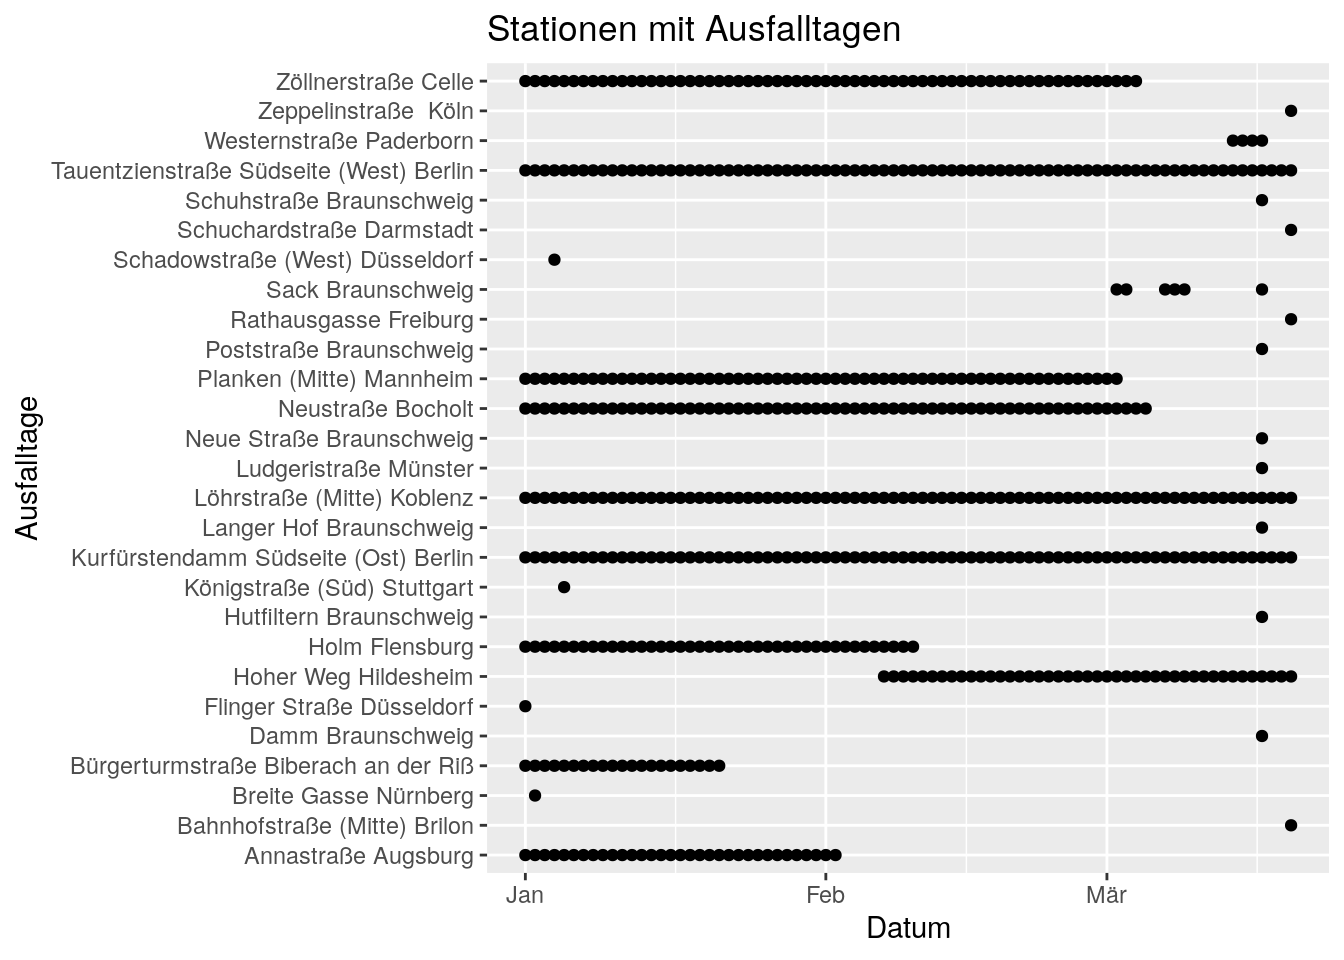 Stationen mit Ausfalltagen
Zöllnerstraße Celle
Zeppelinstraße  Köln
Westernstraße Paderborn
Tauentzienstraße Südseite (West) Berlin
Schuhstraße Braunschweig
Schuchardstraße Darmstadt
Schadowstraße (West) Düsseldorf
Sack Braunschweig
Rathausgasse Freiburg
Poststraße Braunschweig
Planken (Mitte) Mannheim
Neustraße Bocholt
Neue Straße Braunschweig
Ludgeristraße Münster
Löhrstraße (Mitte) Koblenz
Langer Hof Braunschweig
Kurfürstendamm Südseite (Ost) Berlin
Königstraße (Süd) Stuttgart
Hutfiltern Braunschweig
Holm Flensburg
Hoher Weg Hildesheim
Flinger Straße Düsseldorf
Damm Braunschweig
Bürgerturmstraße Biberach an der Riß
Breite Gasse Nürnberg
Bahnhofstraße (Mitte) Brilon
Annastraße Augsburg
Ausfalltage
Jan Feb Mär
Datum